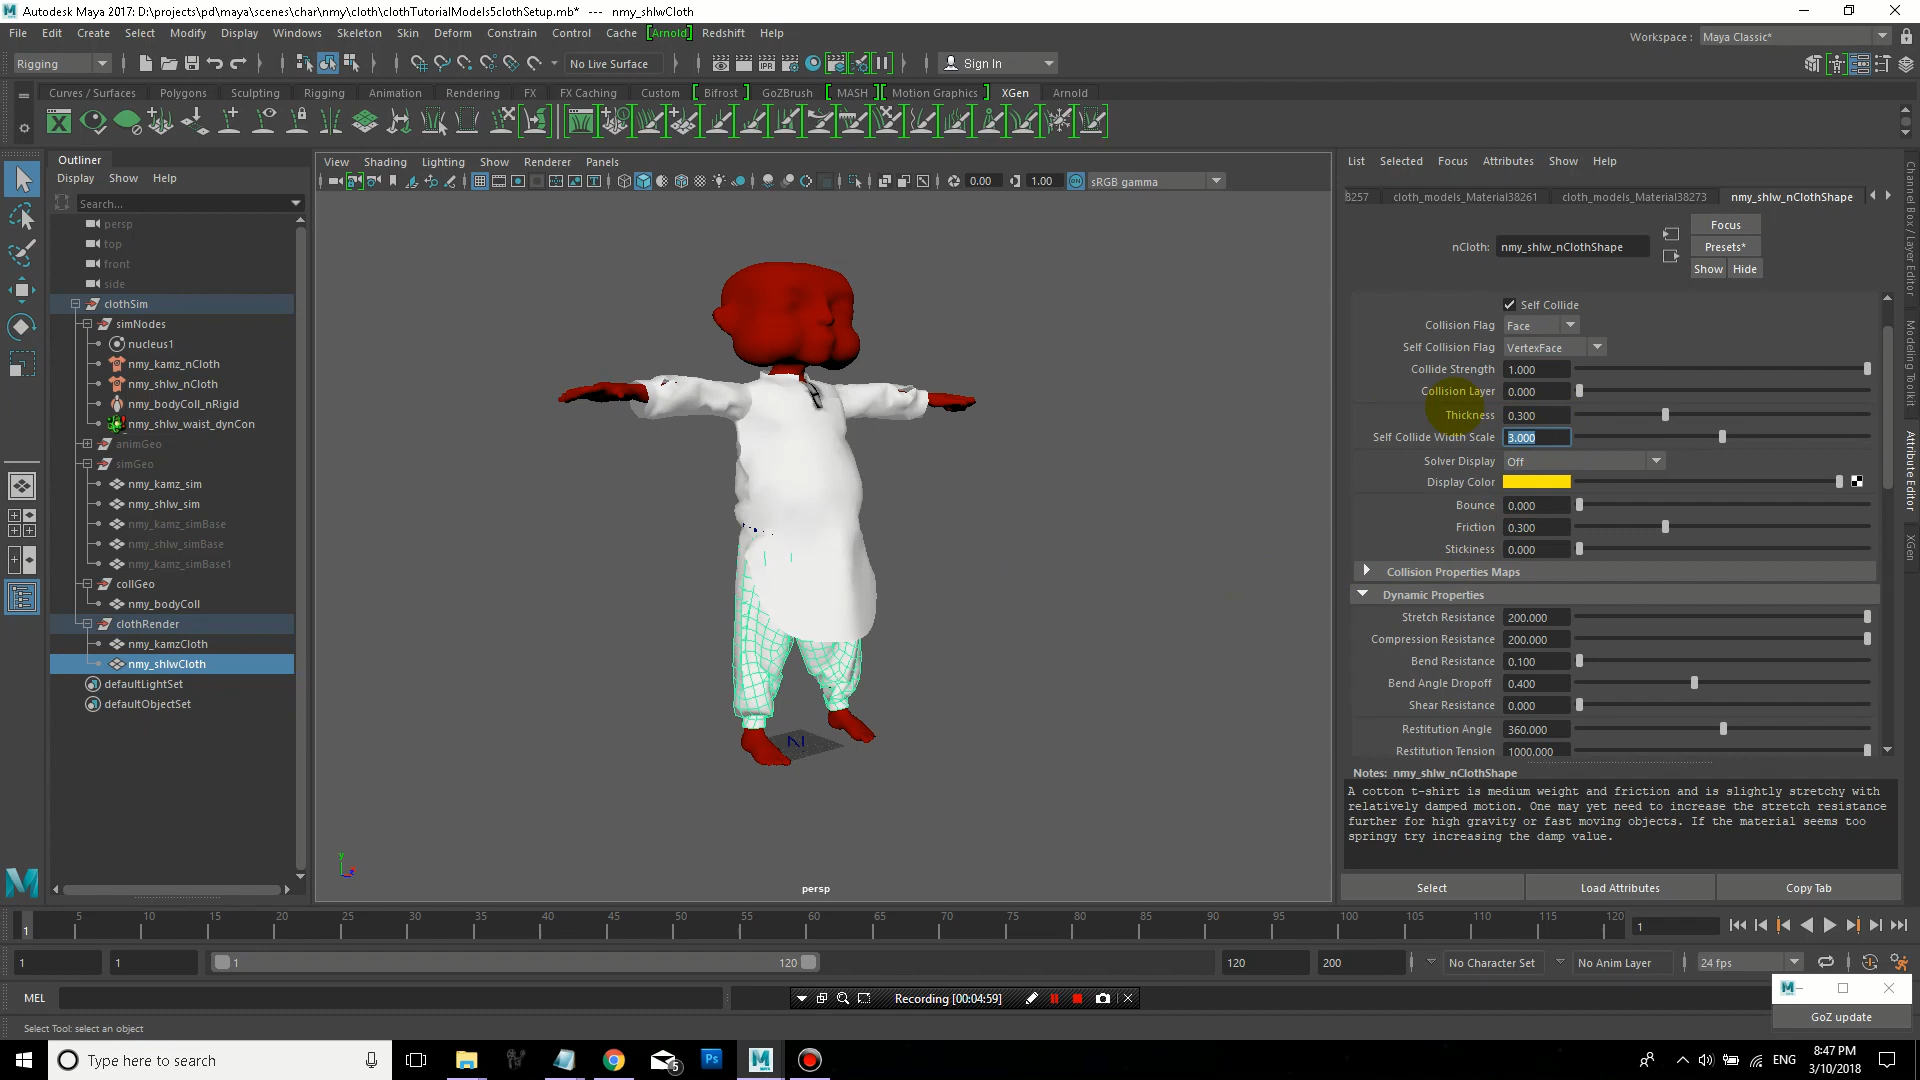 Autodesk Maya 2017: D:\projects\pd\maya\scenes\char\nmy\cloth\clothTutorialModels5clothSetup.mb* --- nmy_shlwCloth
File Edit Create Select Modify Display Windows Skeleton Skin Deform Constrain Control Cache [Arnold] Redshift Help
Workspace : Maya Classic*
Rigging No Live Surface Sign In
Curves / Surfaces Polygons Sculpting Rigging Animation Rendering FX FX Caching Custom Bifrost GoZBrush MASH Motion Graphics XGen Arnold
Outliner
Display Show Help
Search...
persp
top
front
side
clothSim
simNodes
nucleus1
nmy_kamz_nCloth
nmy_shlw_nCloth
nmy_bodyColl_nRigid
nmy_shlw_waist_dynCon
animGeo
simGeo
nmy_kamz_sim
nmy_shlw_sim
nmy_kamz_simBase
nmy_shlw_simBase
nmy_kamz_simBase1
collGeo
nmy_bodyColl
clothRender
nmy_kamzCloth
nmy_shlwCloth
defaultLightSet
defaultObjectSet
View Shading Lighting Show Renderer Panels
0.00 1.00 sRGB gamma
persp
List Selected Focus Attributes Show Help
8257 cloth_models_Material38261 cloth_models_Material38273 nmy_shlw_nClothShape
nCloth: nmy_shlw_nClothShape
Focus
Presets*
Show Hide
Self Collide
Collision Flag Face
Self Collision Flag VertexFace
Collide Strength 1.000
Collision Layer 0.000
Thickness 0.300
Self Collide Width Scale 3.000
Solver Display Off
Display Color
Bounce 0.000
Friction 0.300
Stickiness 0.000
Collision Properties Maps
Dynamic Properties
Stretch Resistance 200.000
Compression Resistance 200.000
Bend Resistance 0.100
Bend Angle Dropoff 0.400
Shear Resistance 0.000
Restitution Angle 360.000
Restitution Tension 1000.000
Notes: nmy_shlw_nClothShape
A cotton t-shirt is medium weight and friction and is slightly stretchy with
relatively damped motion. One may yet need to increase the stretch resistance
further for high gravity or fast moving objects. If the material seems too
springy try increasing the damp value.
Select Load Attributes Copy Tab
Channel Box / Layer Editor
Modeling Toolkit
Attribute Editor
XGen
5 10 15 20 25 30 35 40 45 50 55 60 65 70 75 80 85 90 95 100 105 110 115 120
1 1
1 1 1 120 120 200 No Character Set No Anim Layer 24 fps
MEL
Recording [00:04:59]
GoZ update
Select Tool: select an object
Type here to search
5
Ps
ENG
8:47 PM
3/10/2018